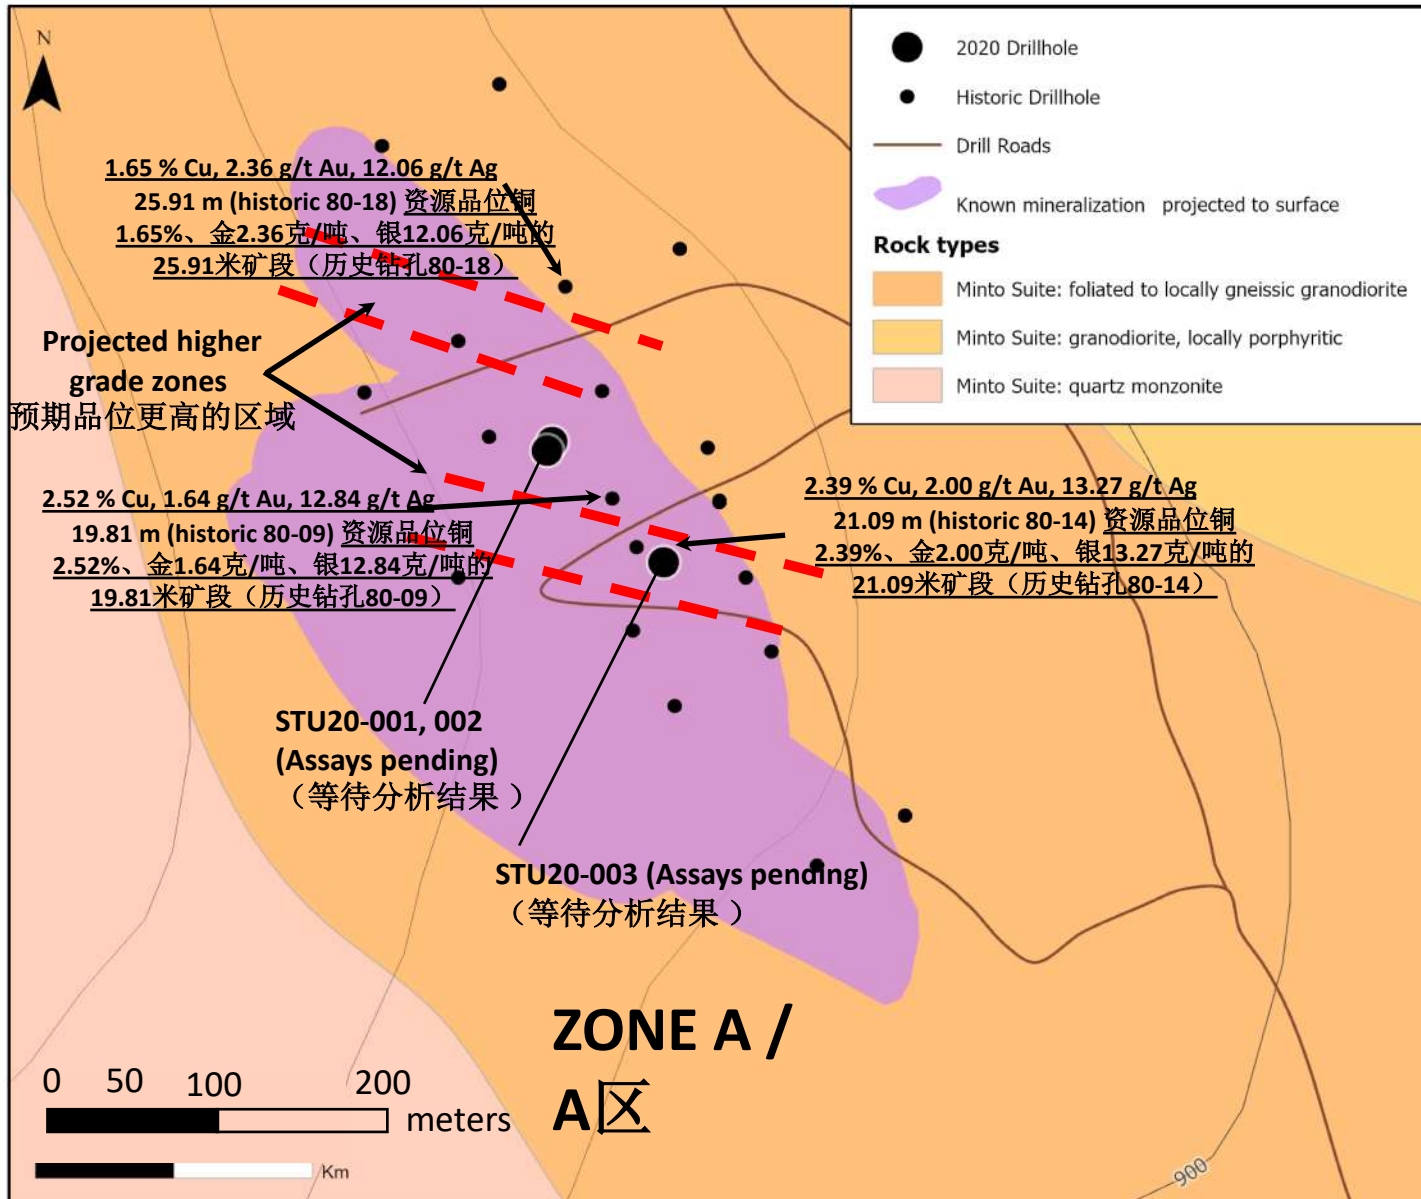 N
2020 Drillhole
Historic Drillhole
Drill Roads
Known mineralization projected to surface
Rock types
Minto Suite: foliated to locally gneissic granodiorite
Minto Suite: granodiorite, locally porphyritic
Minto Suite: quartz monzonite
1.65 % Cu, 2.36 g/t Au, 12.06 g/t Ag
25.91 m (historic 80-18) 资源品位铜
1.65%、金2.36克/吨、银12.06克/吨的
25.91米矿段（历史钻孔80-18）
Projected higher
grade zones
预期品位更高的区域
2.52 % Cu, 1.64 g/t Au, 12.84 g/t Ag
19.81 m (historic 80-09) 资源品位铜
2.52%、金1.64克/吨、银12.84克/吨的
19.81米矿段（历史钻孔80-09）
2.39 % Cu, 2.00 g/t Au, 13.27 g/t Ag
21.09 m (historic 80-14) 资源品位铜
2.39%、金2.00克/吨、银13.27克/吨的
21.09米矿段（历史钻孔80-14）
STU20-001, 002
(Assays pending)
（等待分析结果 ）
STU20-003 (Assays pending)
（等待分析结果 ）
ZONE A /
A区
0 50 100 200
meters
Km
900